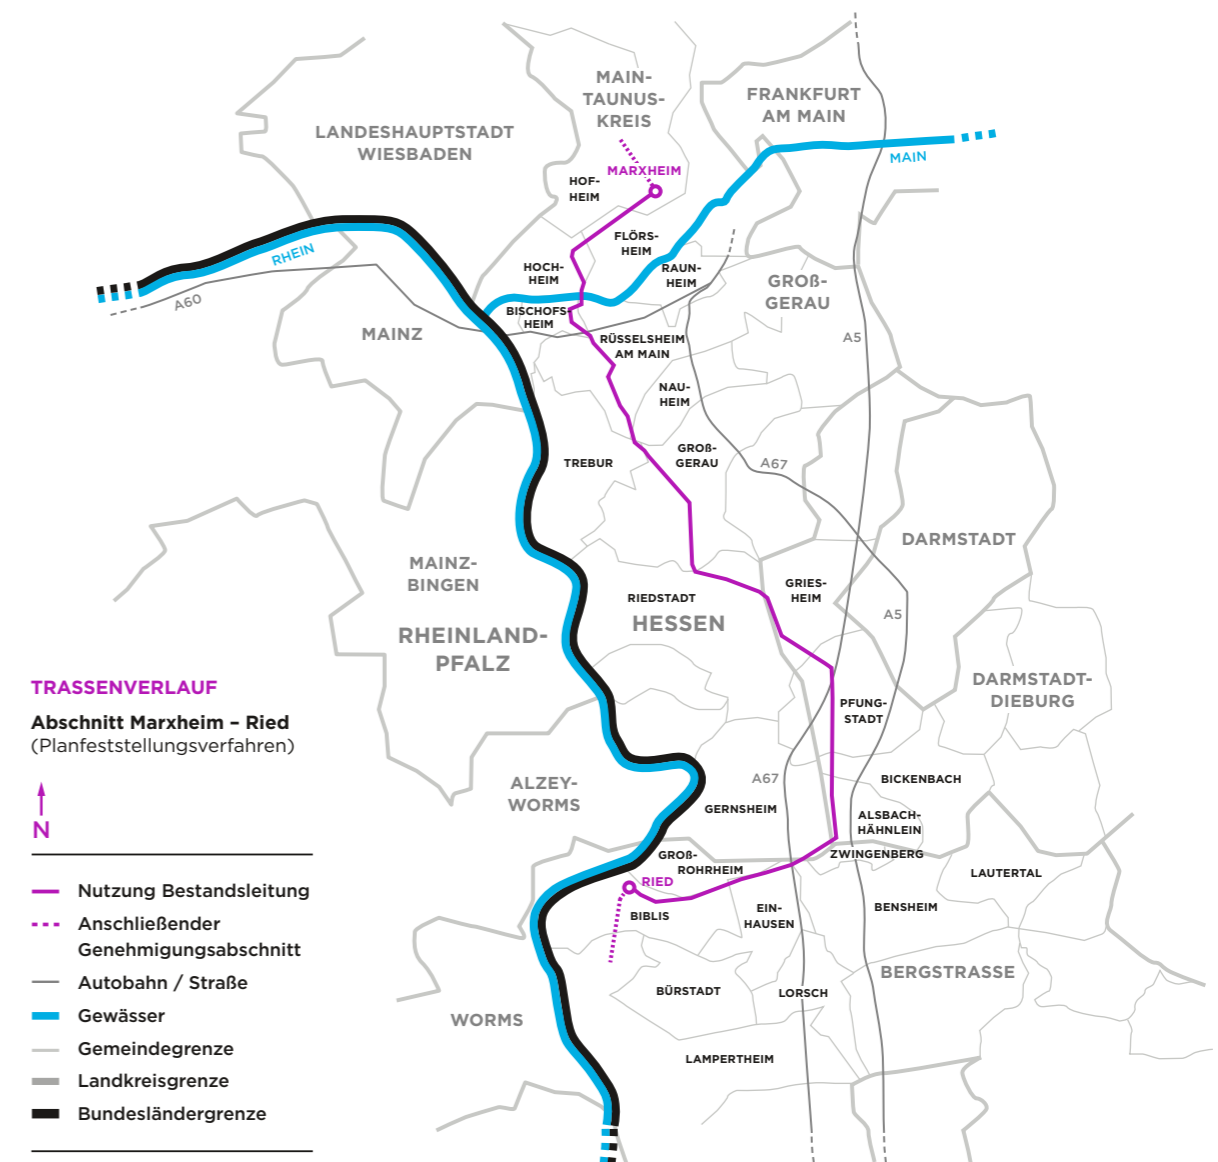 MAIN-
TAUNUS-
KREIS
FRANKFURT
AM MAIN
LANDESHAUPTSTADT
WIESBADEN
MAIN
MARXHEIM
HOF-
HEIM
FLÖRS-
HEIM
RHEIN
HOCH-
HEIM
RAUN-
HEIM
GROß-
GERAU
A60
BISCHOFS-
HEIM
MAINZ
RÜSSELSHEIM
AM MAIN
A5
NAU-
HEIM
TREBUR
GROß-
GERAU
A67
DARMSTADT
MAINZ-
BINGEN
GRIES-
HEIM
RIEDSTADT
HESSEN
A5
RHEINLAND-
PFALZ
DARMSTADT-
DIEBURG
PFUNG-
STADT
ALZEY-
WORMS
A67
BICKENBACH
GERNSHEIM
ALSBACH-
HÄHNLEIN
ZWINGENBERG
GROß-
ROHRHEIM
LAUTERTAL
RIED
BIBLIS
EIN-
HAUSEN
BENSHEIM
BERGSTRASSE
BÜRSTADT
LORSCH
WORMS
LAMPERTHEIM
TRASSENVERLAUF
Abschnitt Marxheim – Ried
(Planfeststellungsverfahren)
N
Nutzung Bestandsleitung
Anschließender
Genehmigungsabschnitt
Autobahn / Straße
Gewässer
Gemeindegrenze
Landkreisgrenze
Bundesländergrenze